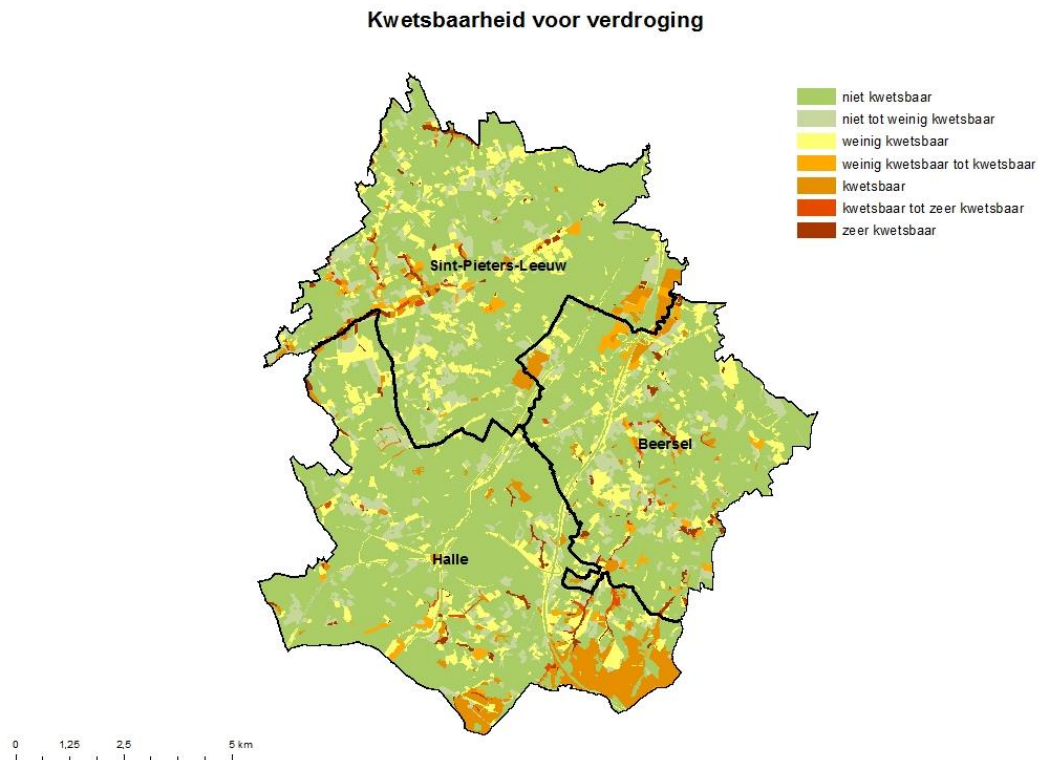 Kwetsbaarheid voor verdroging
niet kwetsbaar
niet tot weinig kwetsbaar
weinig kwetsbaar
weinig kwetsbaar tot kwetsbaar
kwetsbaar
kwetsbaar tot zeer kwetsbaar
zeer kwetsbaar
Sint-Pieters-Leeuw
Beersel
Halle
0 1,25 2,5 5 km